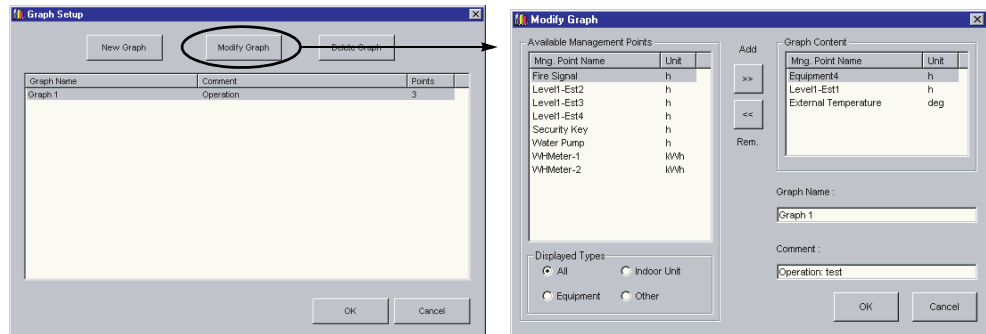 Graph Setup
New Graph
Modify Graph
Delete Graph
Graph Name Comment Points
Graph 1 Operation 3
OK
Cancel
Modify Graph
Available Management Points
Mng. Point Name Unit
Fire Signal h
Level1-Est2 h
Level1-Est3 h
Level1-Est4 h
Security Key h
Water Pump h
WHMeter-1 kWh
WHMeter-2 kWh
Displayed Types
All
Indoor Unit
Equipment
Other
Add
>>
<<
Rem.
Graph Content
Mng. Point Name Unit
Equipment4 h
Level1-Est1 h
External Temperature deg
Graph Name :
Graph 1
Comment :
Operation: test
OK
Cancel